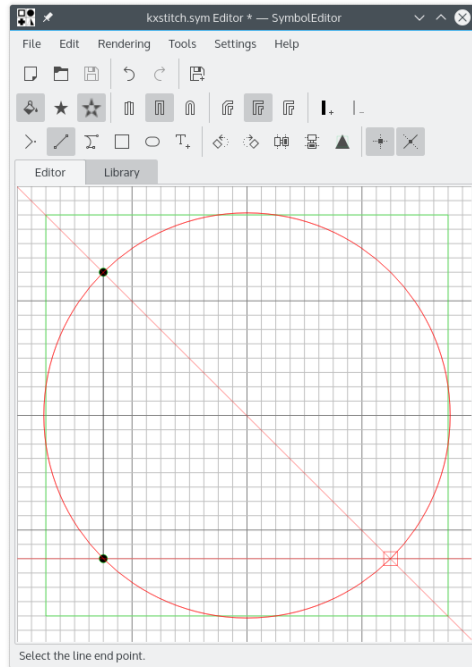 kxstitch.sym Editor * — SymbolEditor
File Edit Rendering Tools Settings Help
Editor Library
Select the line end point.